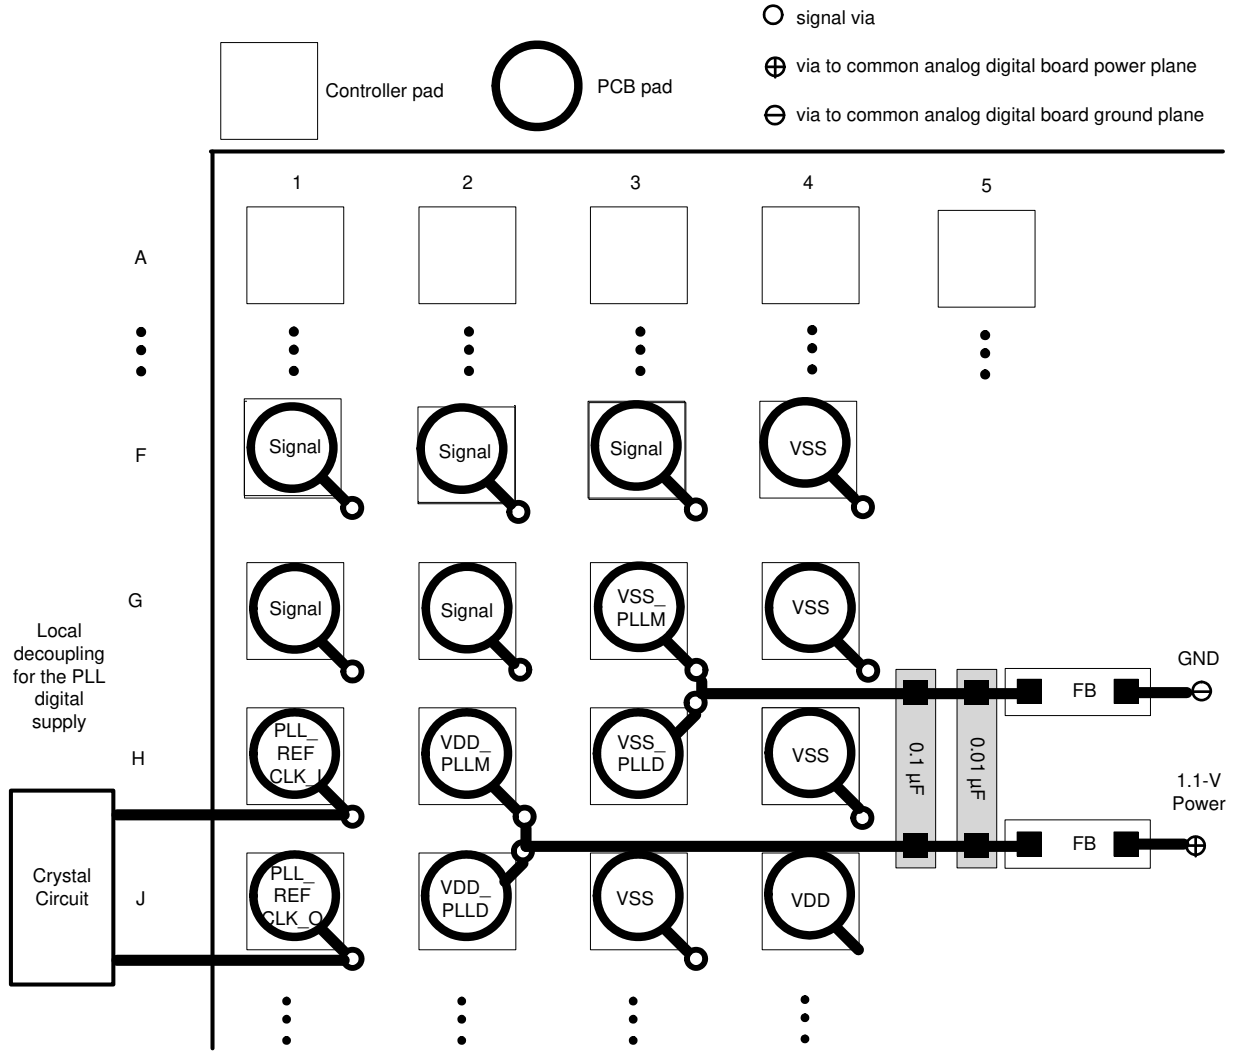 signal via
via to common analog digital board power plane
via to common analog digital board ground plane
Controller pad
PCB pad
1 2 3 4 5
A
F
Signal
Signal
Signal
VSS
G
Signal
Signal
VSS_
PLLM
VSS
Local
decoupling
for the PLL
digital
supply
GND
FB
H
PLL_
REF
CLK_I
VDD_
PLLM
VSS_
PLLD
VSS
0.1 µF
0.01 µF
1.1-V
Power
FB
Crystal
Circuit
J
PLL_
REF
CLK_O
VDD_
PLLD
VSS
VDD